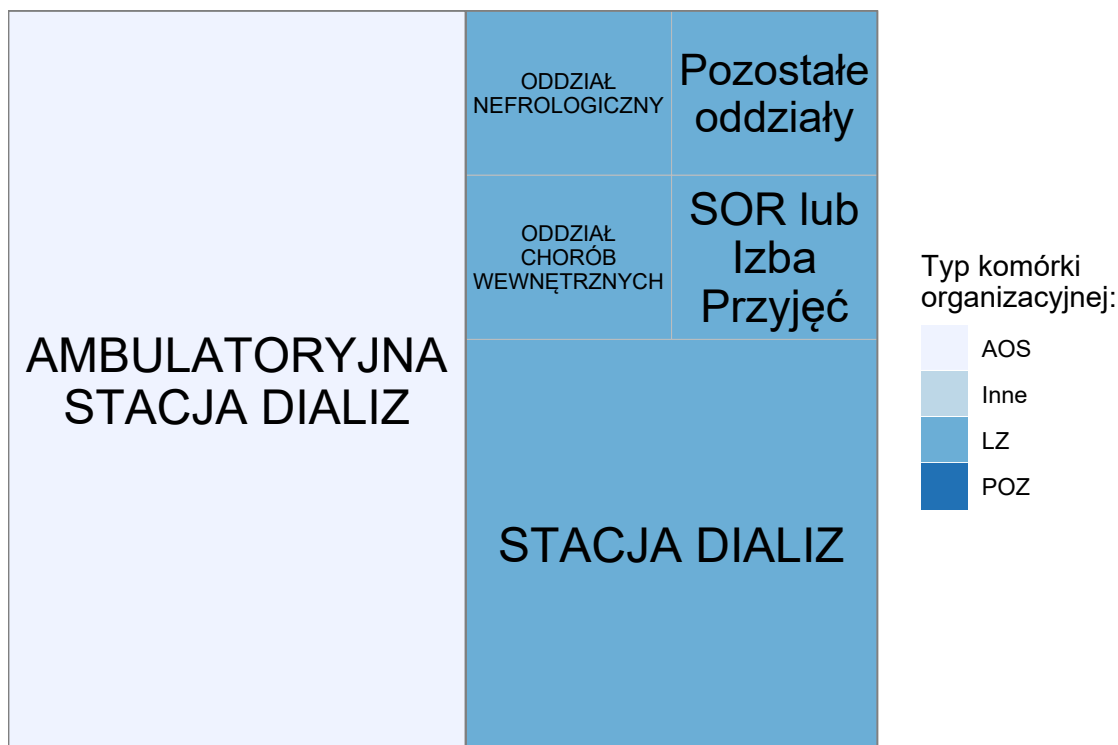 AMBULATORYJNA
STACJA DIALIZ
ODDZIAŁ
NEFROLOGICZNY
Pozostałe
oddziały
ODDZIAŁ
CHORÓB
WEWNĘTRZNYCH
SOR lub
Izba
Przyjęć
STACJA DIALIZ
Typ komórki
organizacyjnej:
AOS
Inne
LZ
POZ